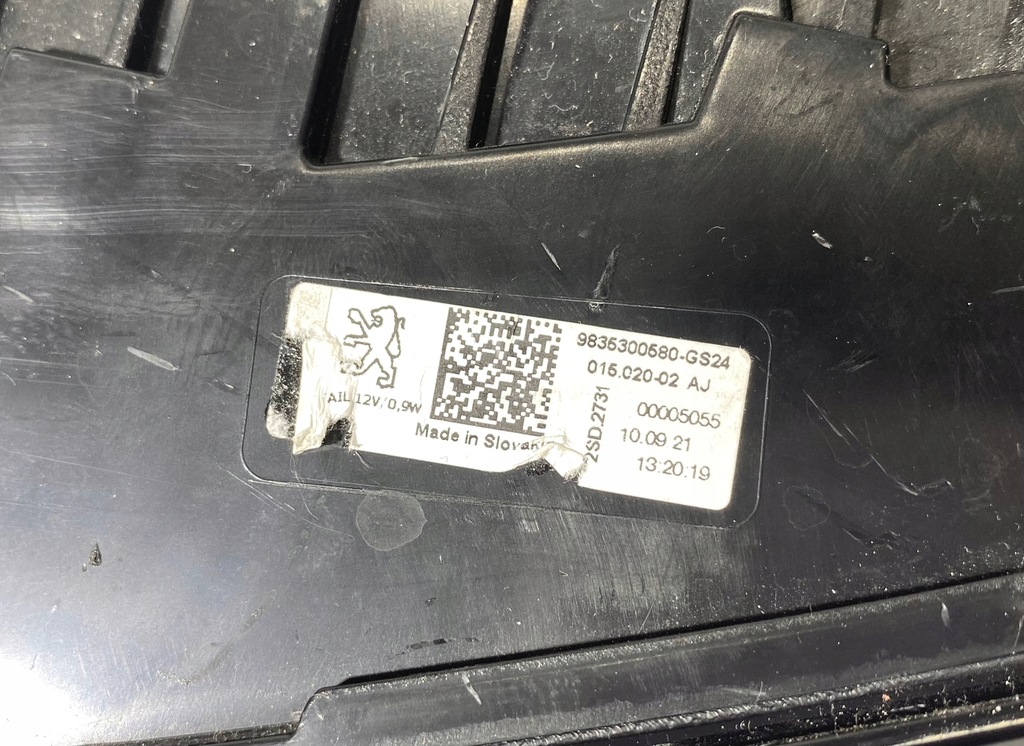 AIL 12V/0,9W
Made in Slovak
9835300580-GS24
015.020-02 AJ
2SD.2731
00005055
10.09 21
13:20:19